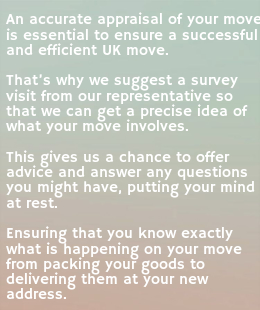 An accurate appraisal of your move
is essential to ensure a successful
and efficient UK move.
That's why we suggest a survey
visit from our representative so
that we can get a precise idea of
what your move involves.
This gives us a chance to offer
advice and answer any questions
you might have, putting your mind
at rest.
Ensuring that you know exactly
what is happening on your move
from packing your goods to
delivering them at your new
address.